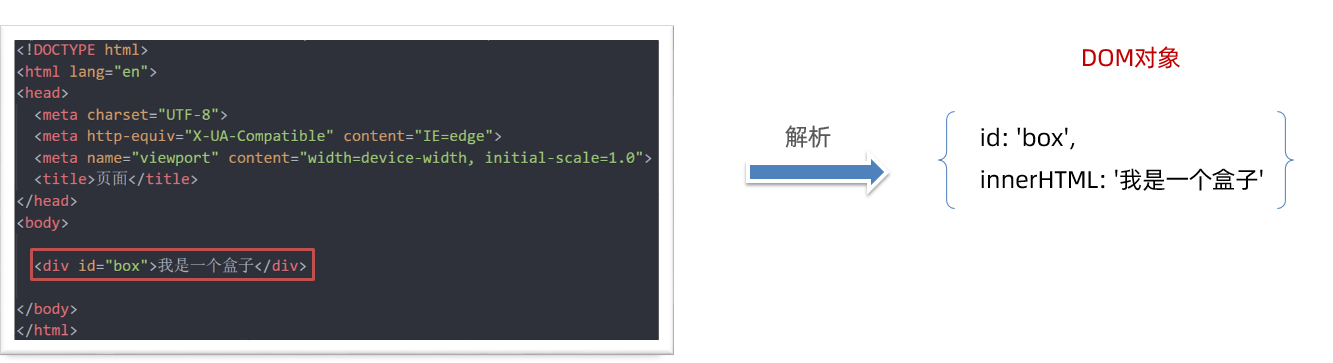 <!DOCTYPE html>
<html lang="en">
<head>
  <meta charset="UTF-8">
  <meta http-equiv="X-UA-Compatible" content="IE=edge">
  <meta name="viewport" content="width=device-width, initial-scale=1.0">
  <title>页面</title>
</head>
<body>
  <div id="box">我是一个盒子</div>
</body>
</html>
解析
DOM对象
id: 'box',
innerHTML: '我是一个盒子'